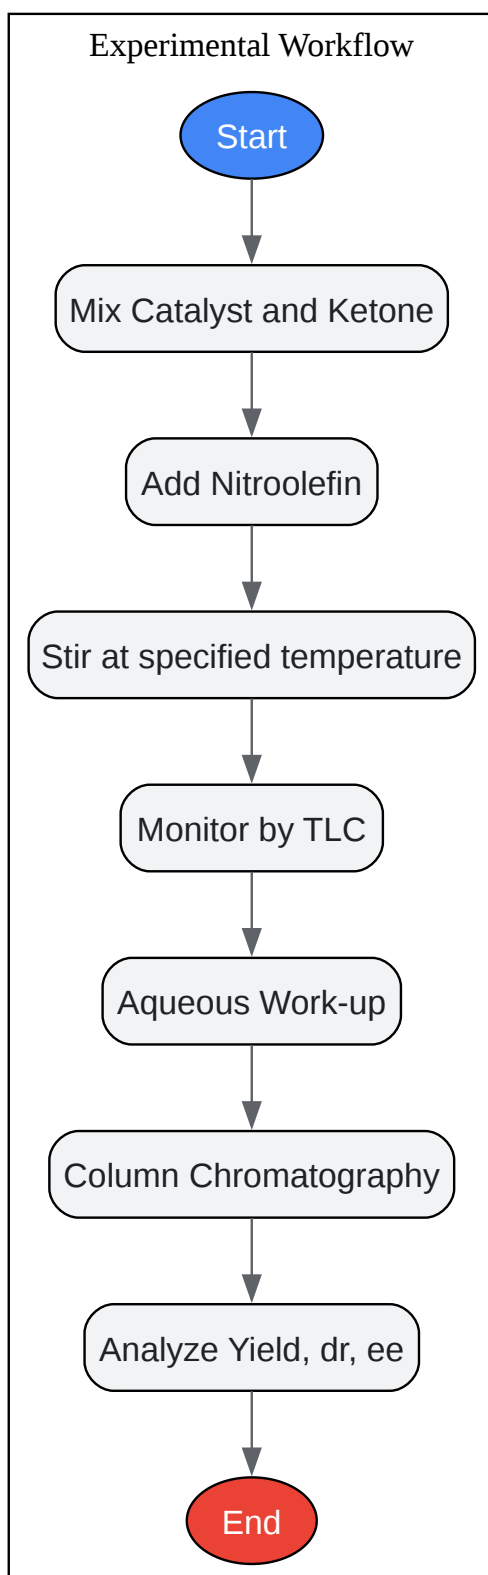 Experimental Workflow
Start
Mix Catalyst and Ketone
Add Nitroolefin
Stir at specified temperature
Monitor by TLC
Aqueous Work-up
Column Chromatography
Analyze Yield, dr, ee
End